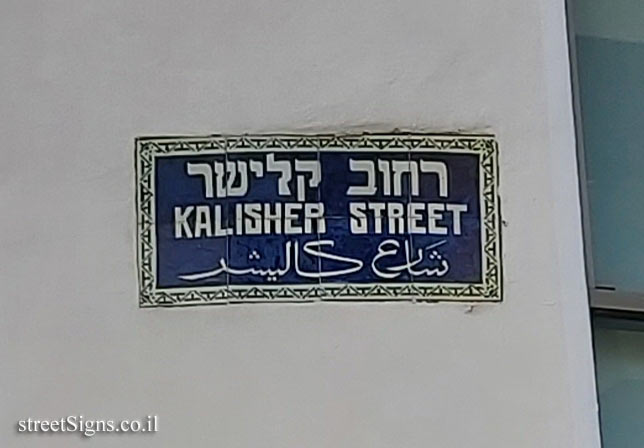 רחוב קלישר
KALISHER STREET
شارع كاليشر
streetSigns.co.il